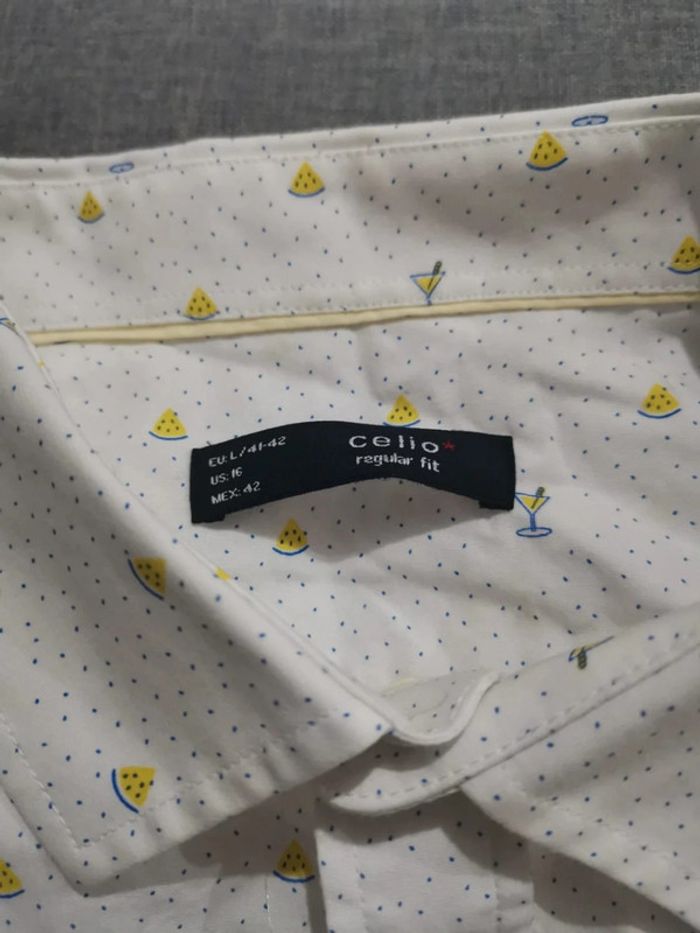 EU: L / 41-42
US: 16
MEX: 42
celio*
regular fit